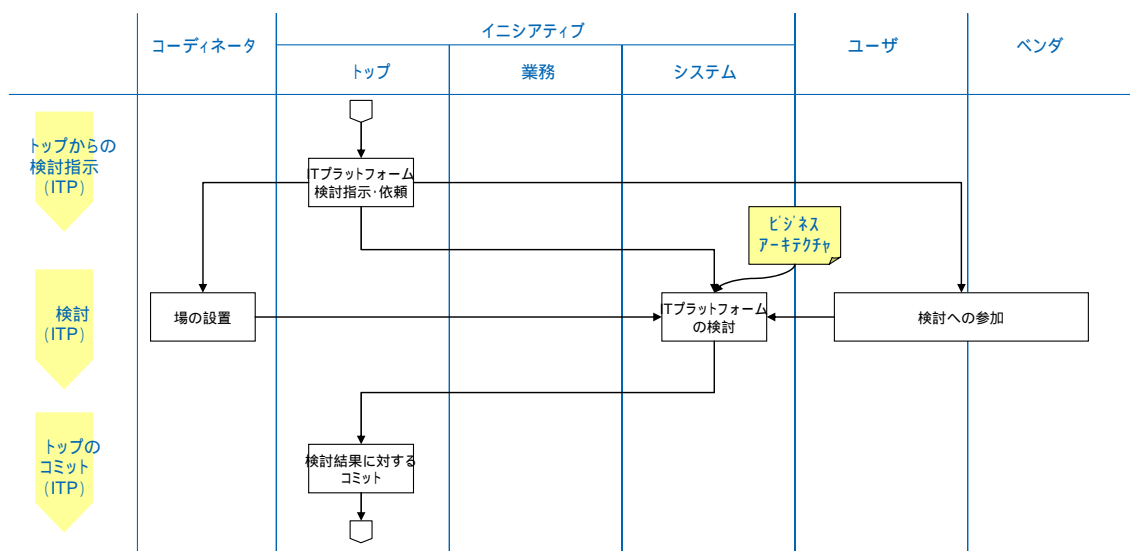 コーディネータ
イニシアティブ
トップ
業務
システム
ユーザ
ベンダ
トップからの
検討指示
(ITP)
ITプラットフォーム
検討指示・依頼
ビジネス
アーキテクチャ
検討
(ITP)
場の設置
ITプラットフォーム
の検討
検討への参加
トップの
コミット
(ITP)
検討結果に対する
コミット